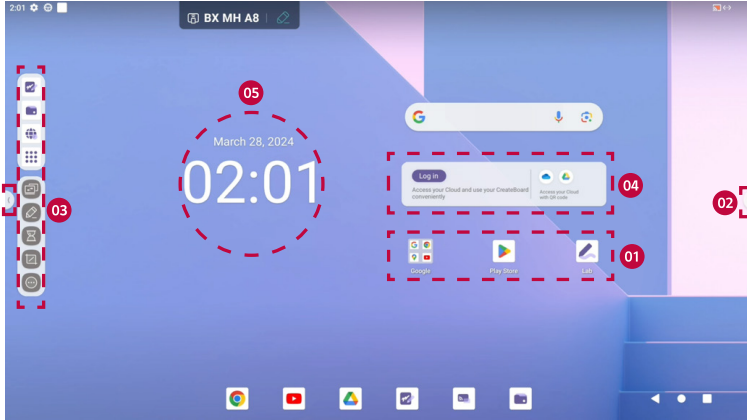 2:01
BX MH A8
05
March 28, 2024
02:01
03
Log in
Access your Cloud and use your CreateBoard
conveniently
Access your Cloud
with QR code
04
02
01
Google
Play Store
Lab